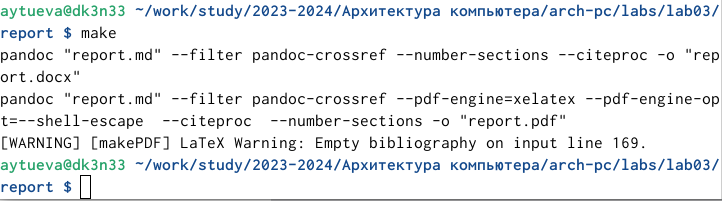 aytueva@dk3n33 ~/work/study/2023-2024/Архитектура компьютера/arch-pc/labs/lab03/
report $ make
pandoc "report.md" --filter pandoc-crossref --number-sections --citeproc -o "rep
ort.docx"
pandoc "report.md" --filter pandoc-crossref --pdf-engine=xelatex --pdf-engine-op
t=--shell-escape  --citeproc  --number-sections -o "report.pdf"
[WARNING] [makePDF] LaTeX Warning: Empty bibliography on input line 169.
aytueva@dk3n33 ~/work/study/2023-2024/Архитектура компьютера/arch-pc/labs/lab03/
report $